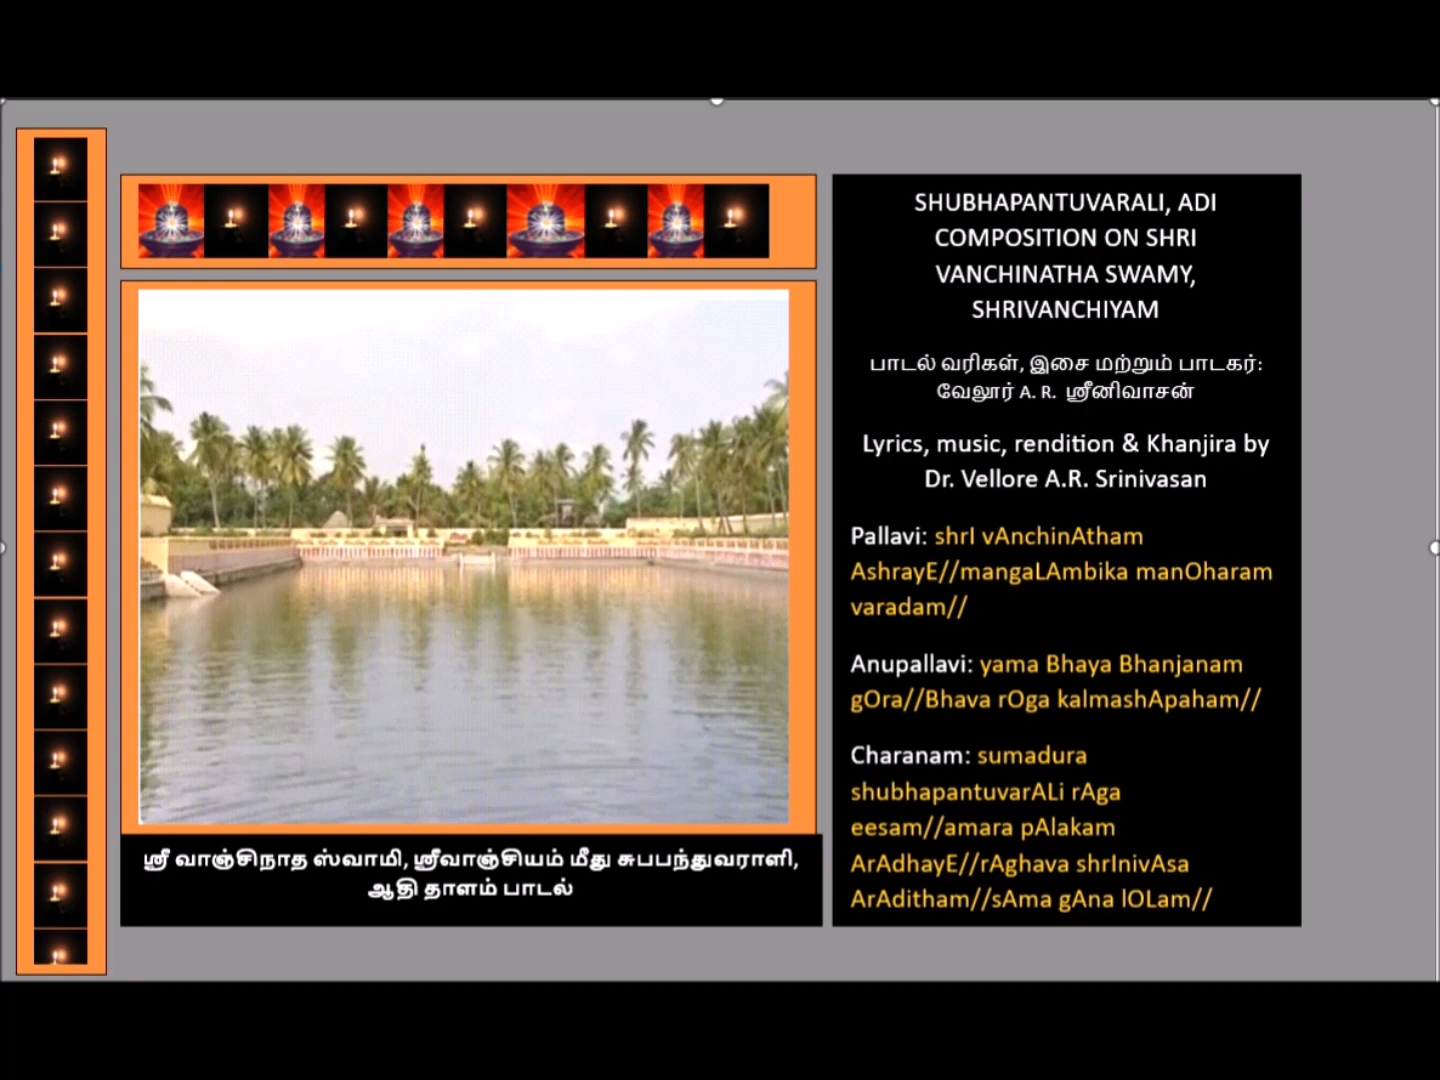 SHUBHAPANTUVARALI, ADI
COMPOSITION ON SHRI
VANCHINATHA SWAMY,
SHRIVANCHIYAM
பாடல் வரிகள், இசை மற்றும் பாடகர்:
வேலூர் A. R. ஸ்ரீனிவாசன்
Lyrics, music, rendition & Khanjira by
Dr. Vellore A.R. Srinivasan
Pallavi: shrI vAnchinAtham
AshrayE//mangaLAmbika manOharam
varadam//
Anupallavi: yama Bhaya Bhanjanam
gOra//Bhava rOga kalmashApaham//
Charanam: sumadura
shubhapantuvarALi rAga
eesam//amara pAlakam
ArAdhayE//rAghava shrInivAsa
ArAditham//sAma gAna lOLam//
ஸ்ரீ வாஞ்சிநாத ஸ்வாமி, ஸ்ரீவாஞ்சியம் மீது சுபபந்துவராளி,
ஆதி தாளம் பாடல்